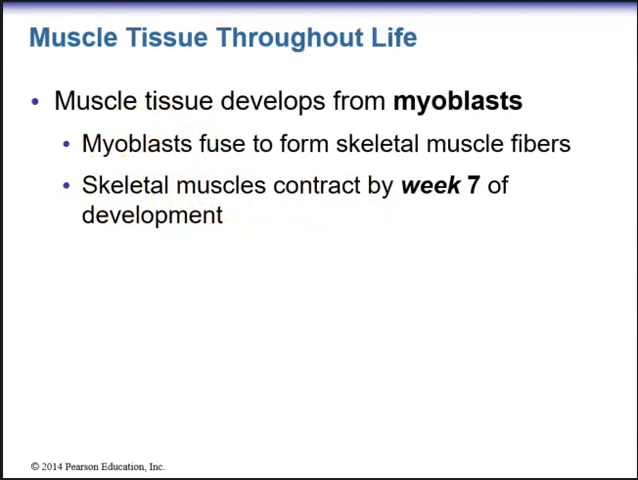 Muscle Tissue Throughout Life
• Muscle tissue develops from myoblasts
• Myoblasts fuse to form skeletal muscle fibers
• Skeletal muscles contract by week 7 of
development
© 2014 Pearson Education, Inc.